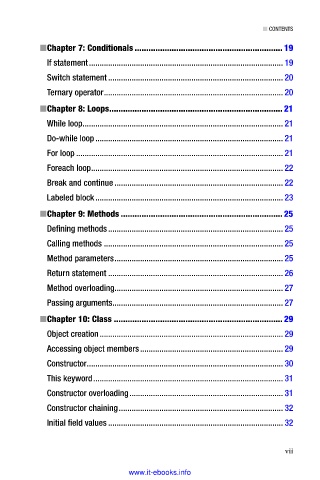 ■ CONTENTS
■Chapter 7: Conditionals ................................................................ 19
If statement .................................................................................... 19
Switch statement ........................................................................... 20
Ternary operator ............................................................................. 20
■Chapter 8: Loops ........................................................................... 21
While loop ....................................................................................... 21
Do-while loop ................................................................................. 21
For loop .......................................................................................... 21
Foreach loop ................................................................................... 22
Break and continue ......................................................................... 22
Labeled block ................................................................................. 23
■Chapter 9: Methods ...................................................................... 25
Defining methods ............................................................................ 25
Calling methods .............................................................................. 25
Method parameters ......................................................................... 25
Return statement ............................................................................ 26
Method overloading ......................................................................... 27
Passing arguments .......................................................................... 27
■Chapter 10: Class ......................................................................... 29
Object creation ............................................................................... 29
Accessing object members .............................................................. 29
Constructor ..................................................................................... 30
This keyword ................................................................................... 31
Constructor overloading .................................................................. 31
Constructor chaining ....................................................................... 32
Initial field values ............................................................................ 32
viii
www.it-ebooks.info